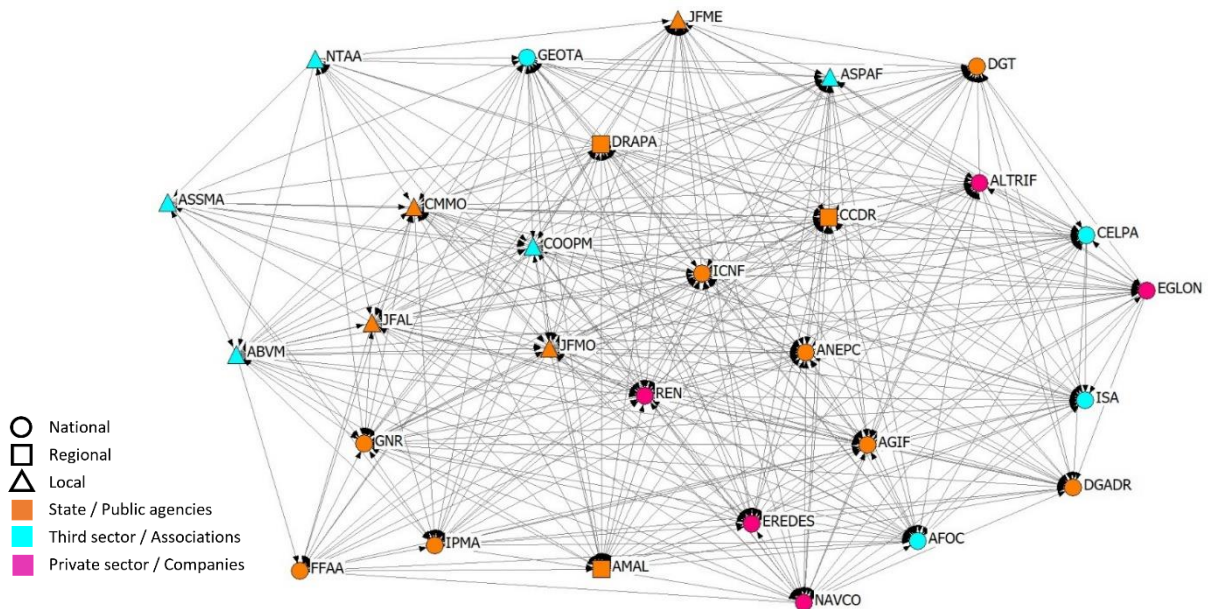 JFME
NTAA
GEOTA
DGT
ASPAF
DRAPA
ALTRIF
ASSMA
CMMO
CCDR
CELPA
COOPM
ICNF
EGLON
JFAL
JFMO
ANEPC
ABVM
REN
ISA
National
GNR
AGIF
Regional
Local
DGADR
State / Public agencies
EREDES
Third sector / Associations
IPMA
AFOC
Private sector / Companies
FFAA
AMAL
NAVCO